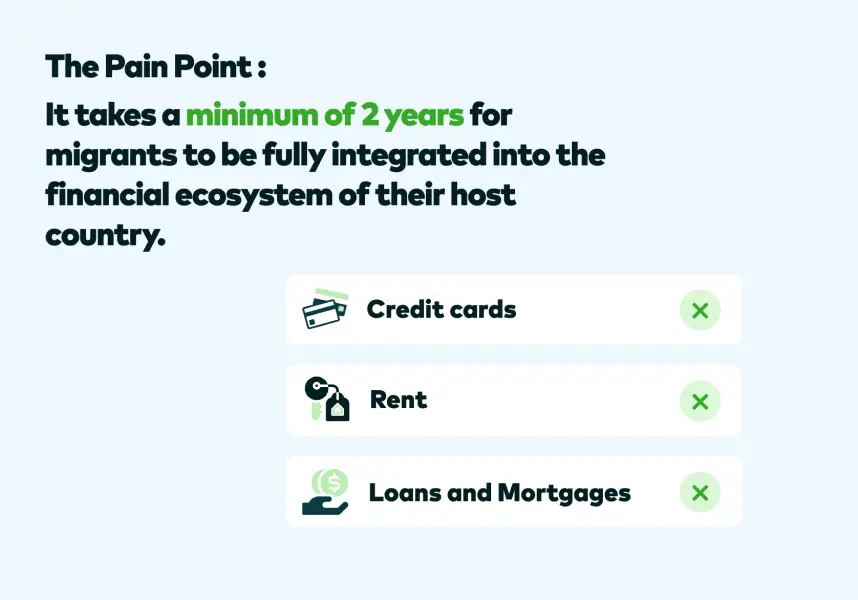 The Pain Point :
It takes a minimum of 2 years for
migrants to be fully integrated into the
financial ecosystem of their host
country.
Credit cards
Rent
Loans and Mortgages